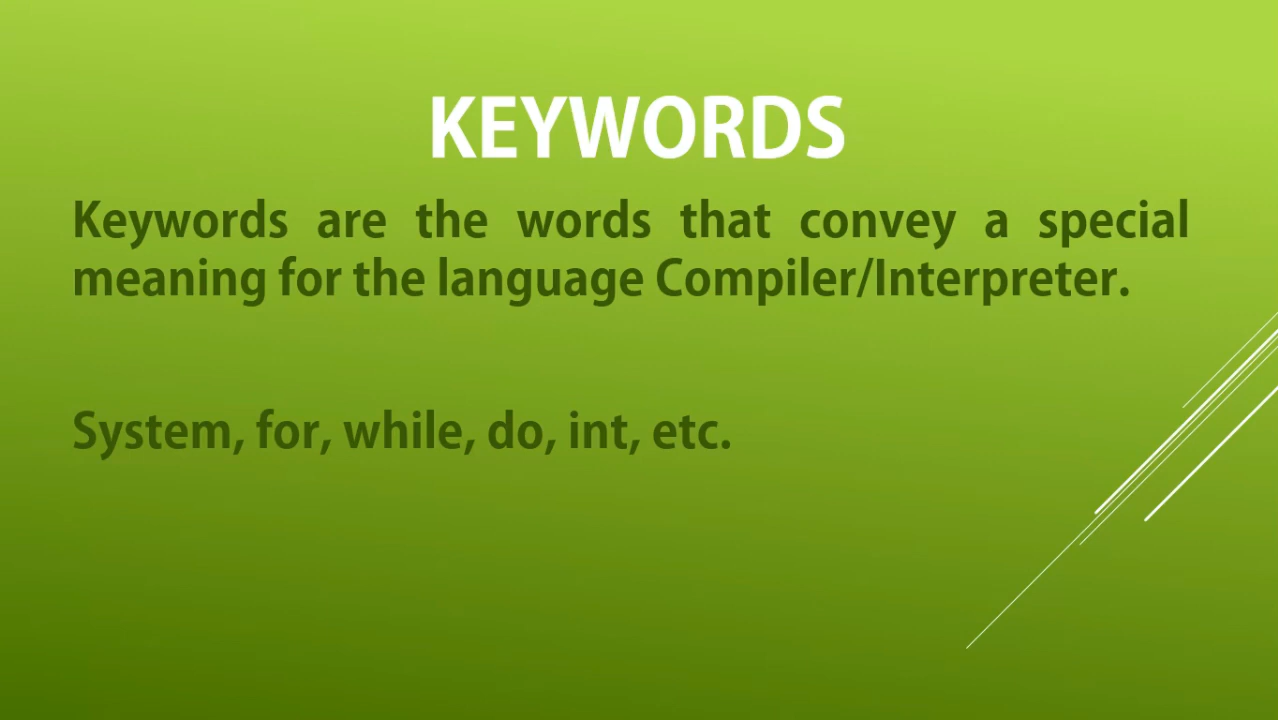 KEYWORDS
Keywords are the words that convey a special
meaning for the language Compiler/Interpreter.
System, for, while, do, int, etc.